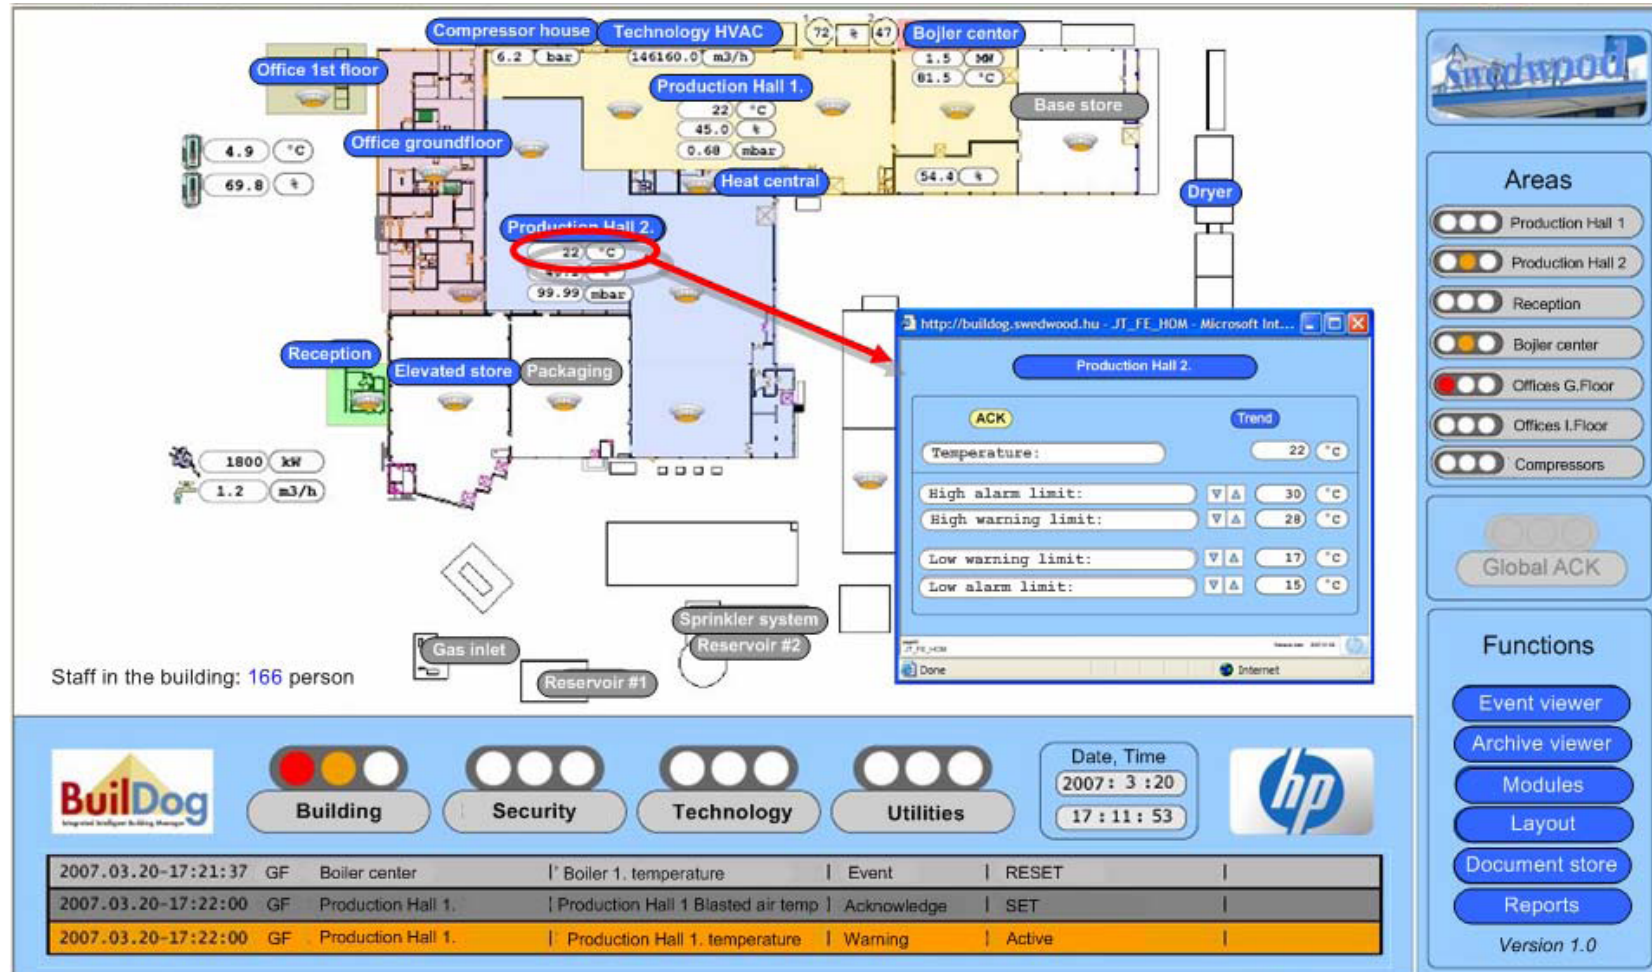 Compressor house
Technology HVAC
1
72 % 47
2
Bojler center
6.2 bar
146160.0 m3/h
1.5 MW
81.5 °C
Office 1st floor
Production Hall 1.
22 °C
45.0 %
0.68 mbar
Base store
Office groundfloor
4.9 °C
69.8 %
Heat central
54.4 %
Dryer
Production Hall 2.
22 °C
%
99.99 mbar
Reception
Elevated store
Packaging
1800 kW
1.2 m3/h
Gas inlet
Sprinkler system
Reservoir #2
Reservoir #1
Staff in the building: 166 person
http://buildog.swedwood.hu - JT_FE_HOM - Microsoft Int...
Production Hall 2.
ACK
Trend
Temperature: 22 °C
High alarm limit: 30 °C
High warning limit: 28 °C
Low warning limit: 17 °C
Low alarm limit: 15 °C
JT_FE_HOM
Done
Internet
Swedwood
Areas
Production Hall 1
Production Hall 2
Reception
Bojler center
Offices G.Floor
Offices I.Floor
Compressors
Global ACK
Functions
Event viewer
Archive viewer
Modules
Layout
Document store
Reports
Version 1.0
BuilDog
Integrated Intelligent Building Manager
Building
Security
Technology
Utilities
Date, Time
2007: 3 :20
17:11:53
hp
2007.03.20-17:21:37 GF Boiler center | Boiler 1. temperature | Event | RESET |
2007.03.20-17:22:00 GF Production Hall 1. | Production Hall 1 Blasted air temp | Acknowledge | SET |
2007.03.20-17:22:00 GF Production Hall 1. | Production Hall 1. temperature | Warning | Active |